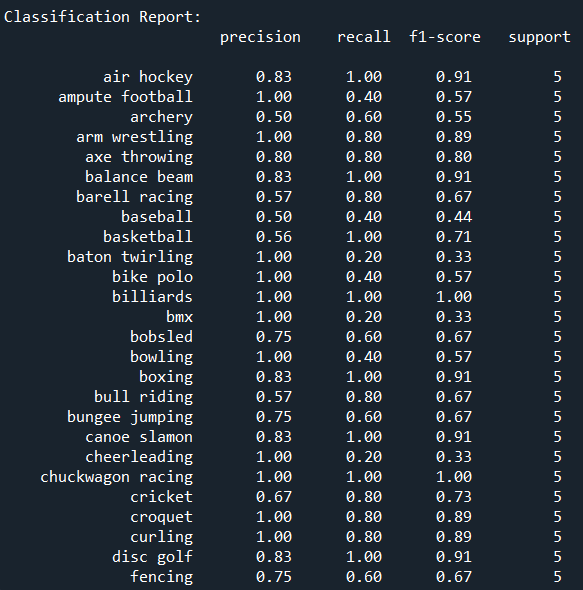 Classification Report:
precision recall f1-score support
air hockey 0.83 1.00 0.91 5
ampute football 1.00 0.40 0.57 5
archery 0.50 0.60 0.55 5
arm wrestling 1.00 0.80 0.89 5
axe throwing 0.80 0.80 0.80 5
balance beam 0.83 1.00 0.91 5
barell racing 0.57 0.80 0.67 5
baseball 0.50 0.40 0.44 5
basketball 0.56 1.00 0.71 5
baton twirling 1.00 0.20 0.33 5
bike polo 1.00 0.40 0.57 5
billiards 1.00 1.00 1.00 5
bmx 1.00 0.20 0.33 5
bobsled 0.75 0.60 0.67 5
bowling 1.00 0.40 0.57 5
boxing 0.83 1.00 0.91 5
bull riding 0.57 0.80 0.67 5
bungee jumping 0.75 0.60 0.67 5
canoe slamon 0.83 1.00 0.91 5
cheerleading 1.00 0.20 0.33 5
chuckwagon racing 1.00 1.00 1.00 5
cricket 0.67 0.80 0.73 5
croquet 1.00 0.80 0.89 5
curling 1.00 0.80 0.89 5
disc golf 0.83 1.00 0.91 5
fencing 0.75 0.60 0.67 5